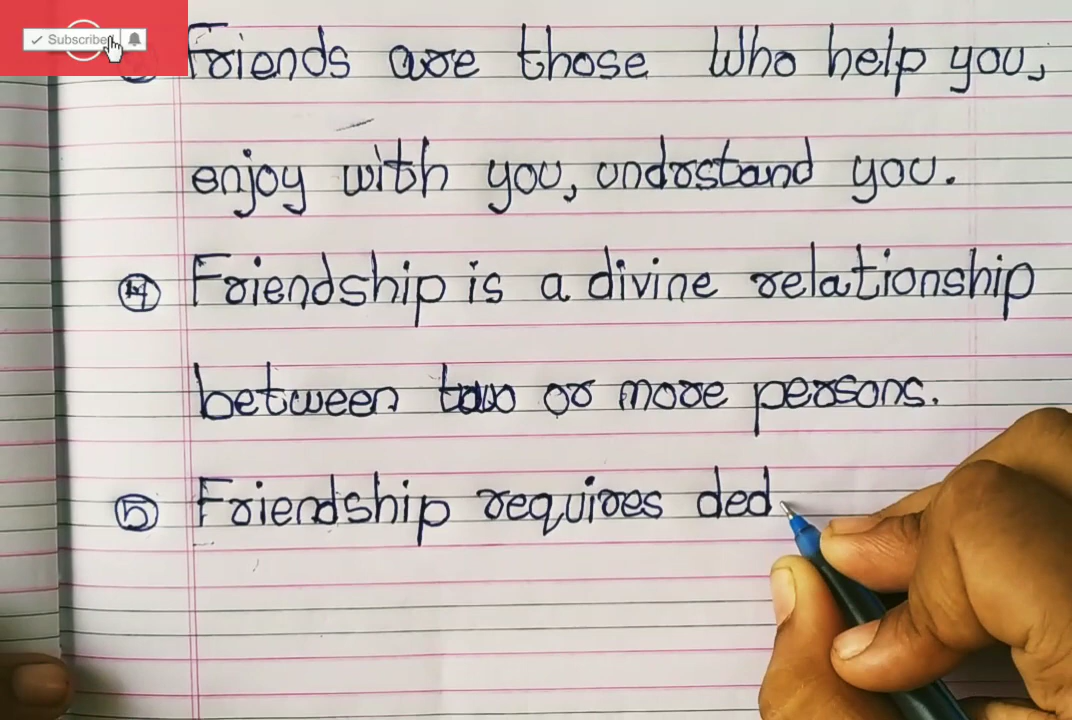 Subscribe
Friends are those who help you,
enjoy with you, undrstand you.
4 Friendship is a divine relationship
between two or more persons.
5 Friendship requires ded